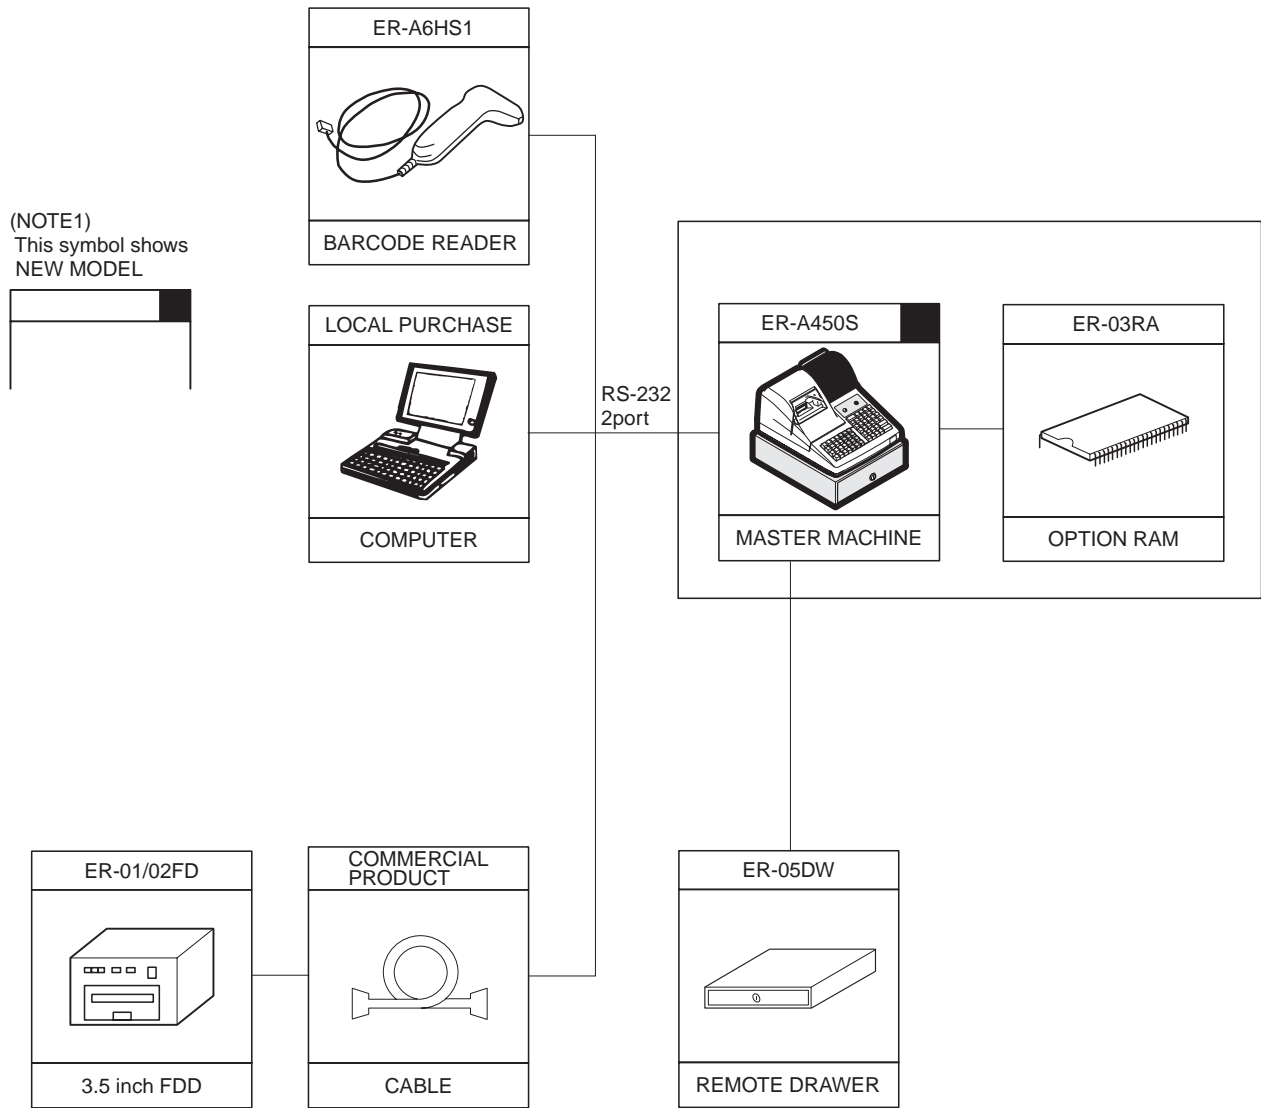 ER-A6HS1
BARCODE READER
(NOTE1)
This symbol shows
NEW MODEL
LOCAL PURCHASE
COMPUTER
RS-232
2port
ER-A450S
MASTER MACHINE
ER-03RA
OPTION RAM
ER-01/02FD
3.5 inch FDD
COMMERCIAL
PRODUCT
CABLE
ER-05DW
REMOTE DRAWER